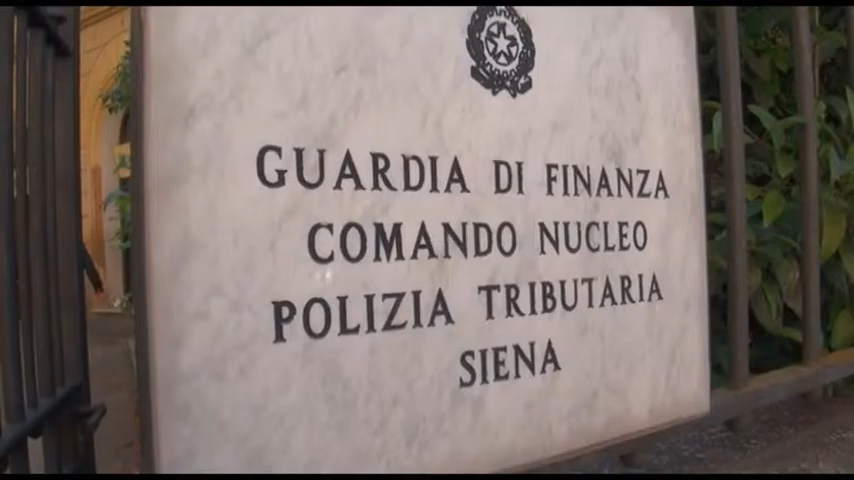 GUARDIA DI FINANZA
COMANDO NUCLEO
POLIZIA TRIBUTARIA
SIENA